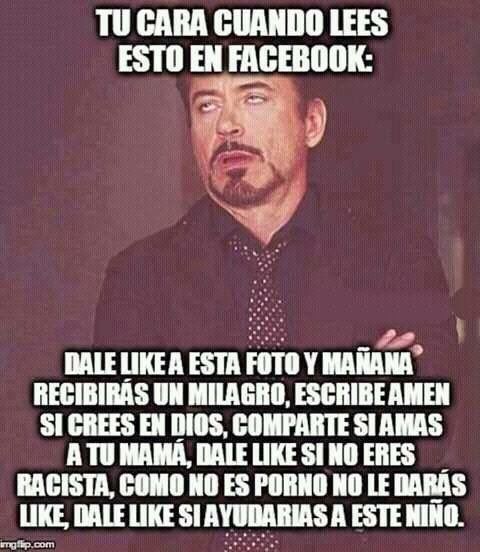 TU CARA CUANDO LEES
ESTO EN FACEBOOK:
DALE LIKE A ESTA FOTO Y MAÑANA
RECIBIRÁS UN MILAGRO, ESCRIBE AMEN
SI CREES EN DIOS, COMPARTE SI AMAS
A TU MAMÁ, DALE LIKE SI NO ERES
RACISTA, COMO NO ES PORNO NO LE DARÁS
LIKE, DALE LIKE SI AYUDARIAS A ESTE NIÑO.
imgflip.com